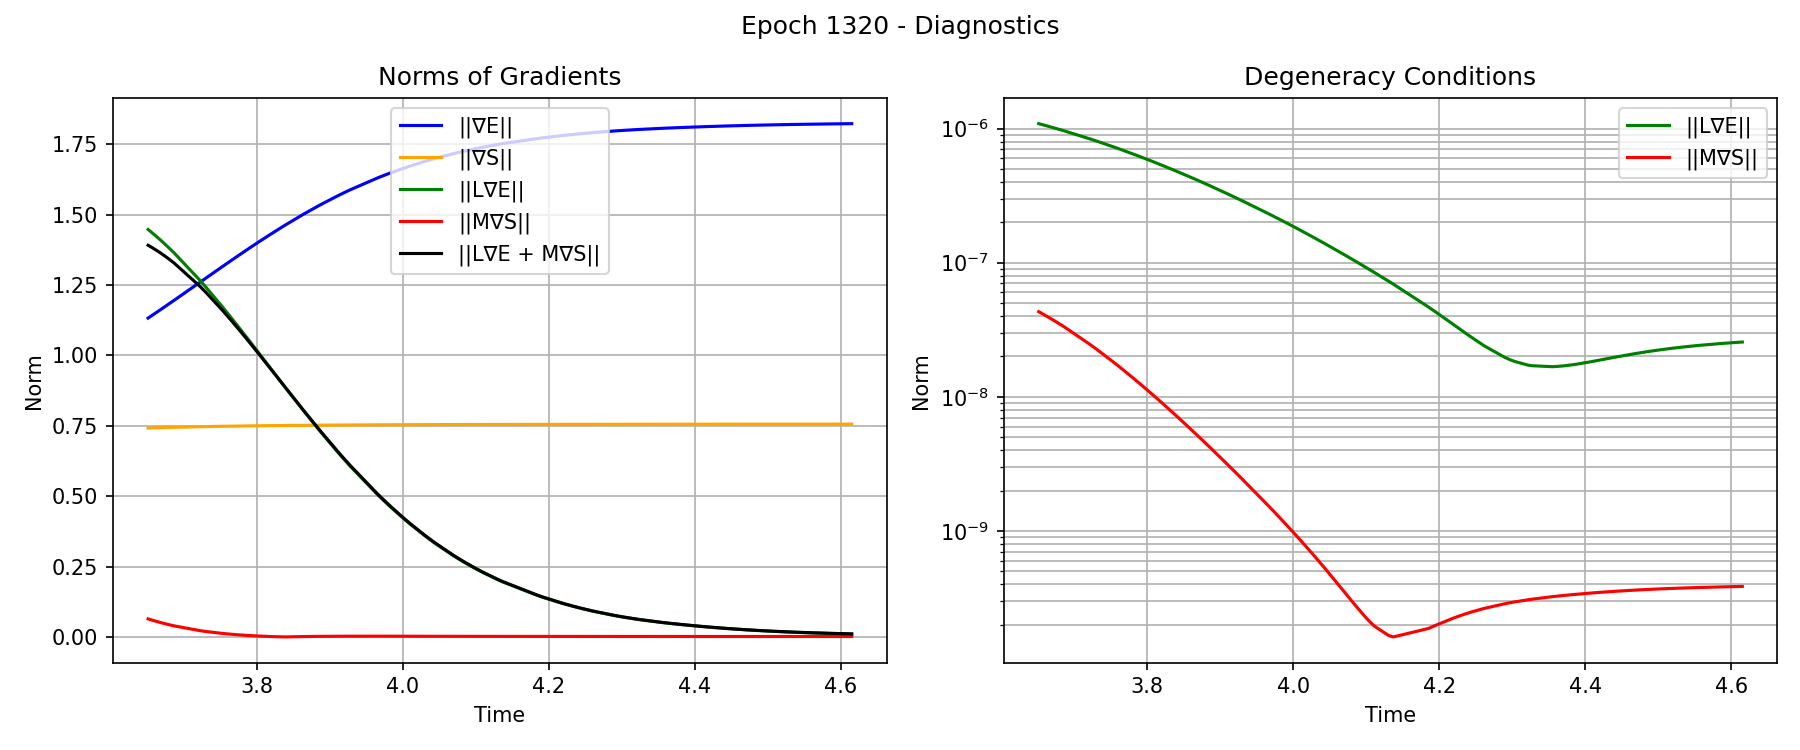 Epoch 1320 - Diagnostics
Norms of Gradients
||∇E||
||∇S||
||L∇E||
||M∇S||
||L∇E + M∇S||
1.75
1.50
1.25
1.00
0.75
0.50
0.25
0.00
Norm
3.8 4.0 4.2 4.4 4.6
Time
Degeneracy Conditions
||L∇E||
||M∇S||
10⁻⁶
10⁻⁷
10⁻⁸
10⁻⁹
Norm
3.8 4.0 4.2 4.4 4.6
Time